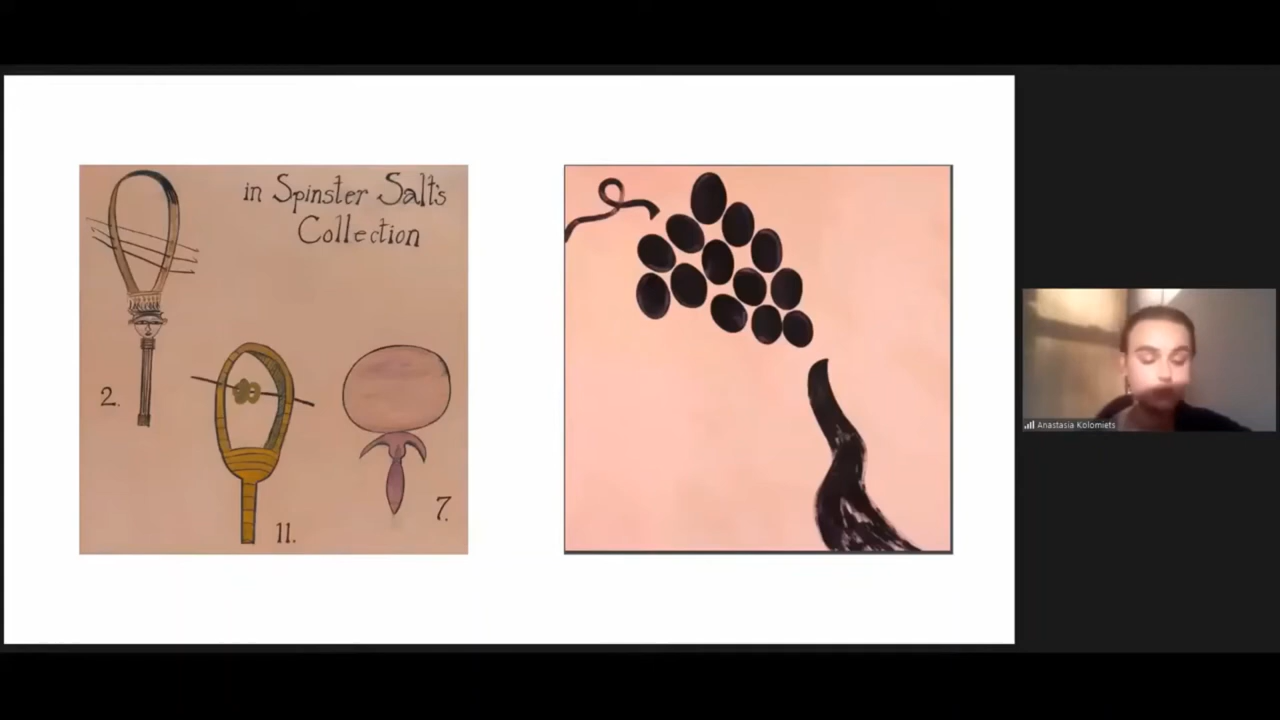 in Spinster Salt's
Collection
2.
11.
7.
Anastasia Kolomiets